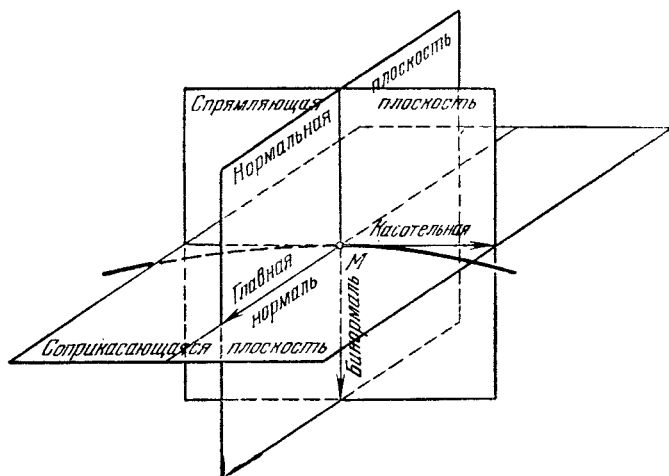 Спрямляющая плоскость
Нормальная плоскость
Касательная
M
Главная
нормаль
Бинормаль
Соприкасающаяся плоскость